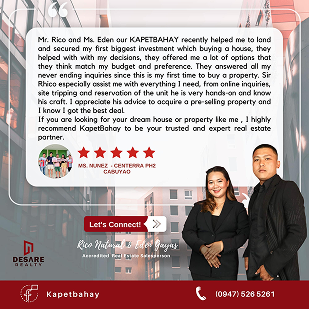 Mr. Rico and Ms. Eden our KAPETBAHAY recently helped me to land
and secured my first biggest investment which buying a house, they
helped with with my decisions, they offered me a lot of options that
they think match my budget and preference. They answered all my
never ending inquiries since this is my first time to buy a property. Sir
Rhico especially assist me with everything I need, from online inquiries,
site tripping and reservation of the unit he is very hands-on and know
his craft. I appreciate his advice to acquire a pre-selling property and
I know I got the best deal.
If you are looking for your dream house or property like me , I highly
recommend KapetBahay to be your trusted and expert real estate
partner.
MS. NUNEZ - CENTERRA PH2
CABUYAO
Let's Connect!
Rico Natural & Eden Gayas
Accredited Real Estate Salesperson
DESARE
REALTY
Kapetbahay
(0947) 526 5261